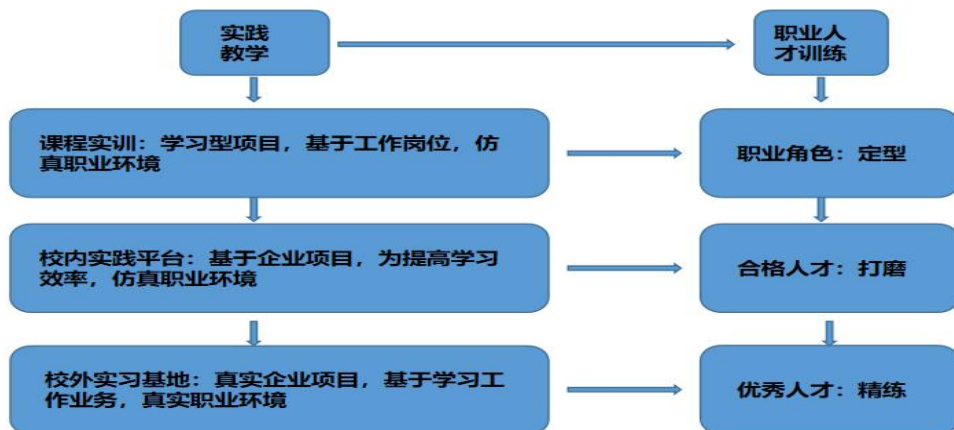 实践
教学
职业人
才训练
课程实训：学习型项目，基于工作岗位，仿
真职业环境
职业角色：定型
校内实践平台：基于企业项目，为提高学习
效率，仿真职业环境
合格人才：打磨
校外实习基地：真实企业项目，基于学习工
作业务，真实职业环境
优秀人才：精练